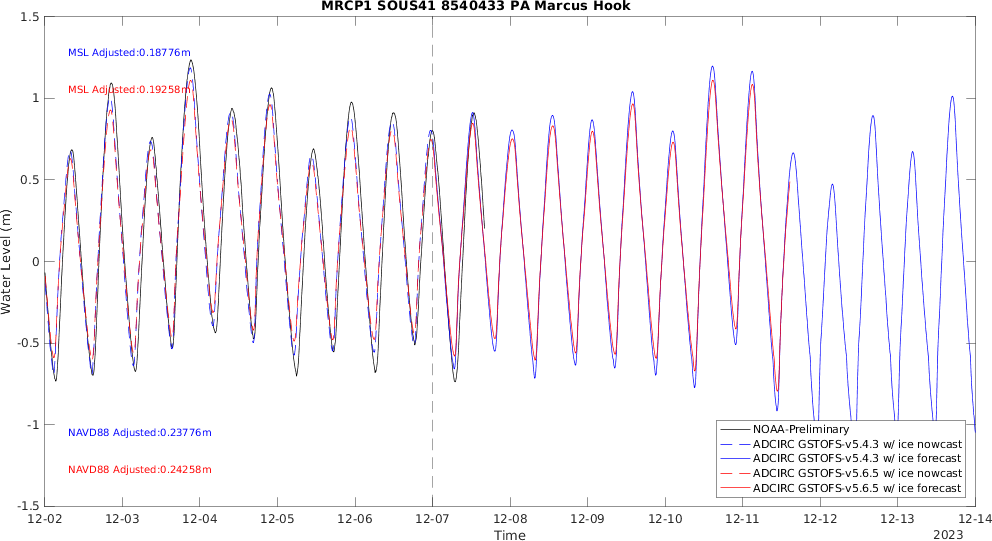 MRCP1 SOUS41 8540433 PA Marcus Hook
1.5
1
0.5
0
-0.5
-1
-1.5
Water Level (m)
MSL Adjusted:0.18776m
MSL Adjusted:0.19258m
NAVD88 Adjusted:0.23776m
NAVD88 Adjusted:0.24258m
NOAA-Preliminary
ADCIRC GSTOFS-v5.4.3 w/ ice nowcast
ADCIRC GSTOFS-v5.4.3 w/ ice forecast
ADCIRC GSTOFS-v5.6.5 w/ ice nowcast
ADCIRC GSTOFS-v5.6.5 w/ ice forecast
12-02 12-03 12-04 12-05 12-06 12-07 12-08 12-09 12-10 12-11 12-12 12-13 12-14
Time
2023